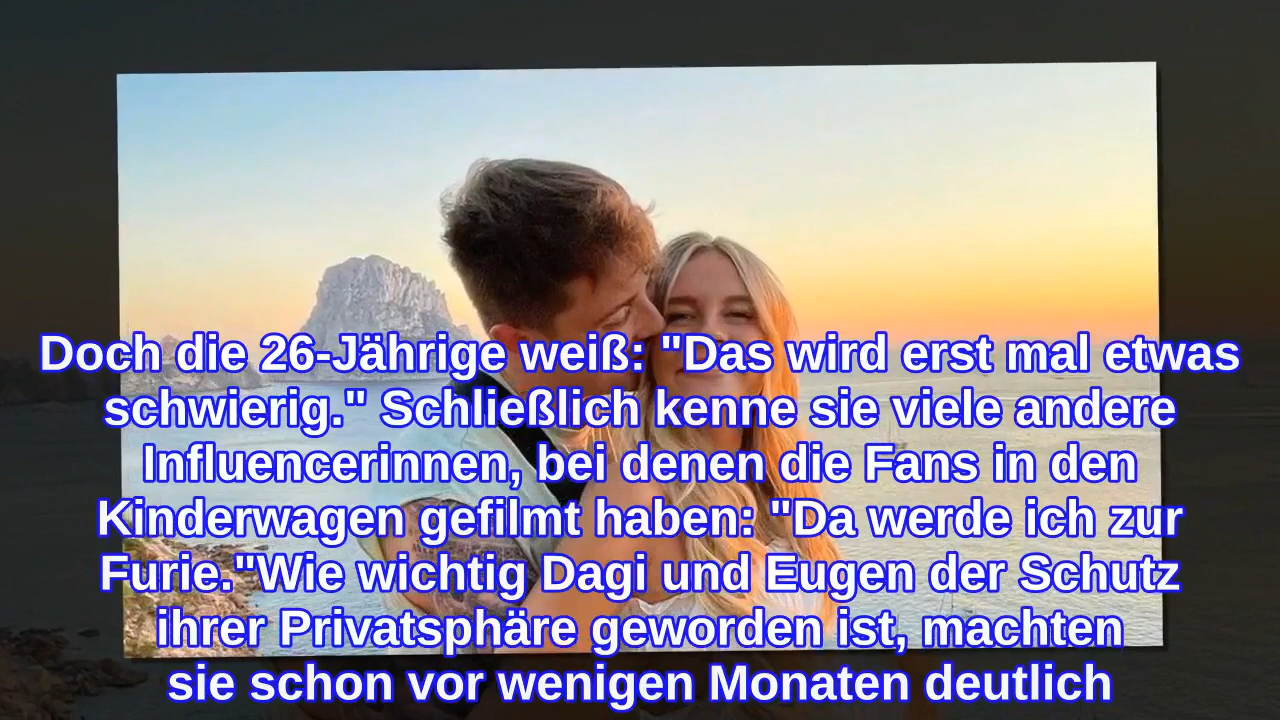 Doch die 26-Jährige weiß: "Das wird erst mal etwas
schwierig." Schließlich kenne sie viele andere
Influencerinnen, bei denen die Fans in den
Kinderwagen gefilmt haben: "Da werde ich zur
Furie."Wie wichtig Dagi und Eugen der Schutz
ihrer Privatsphäre geworden ist, machten
sie schon vor wenigen Monaten deutlich